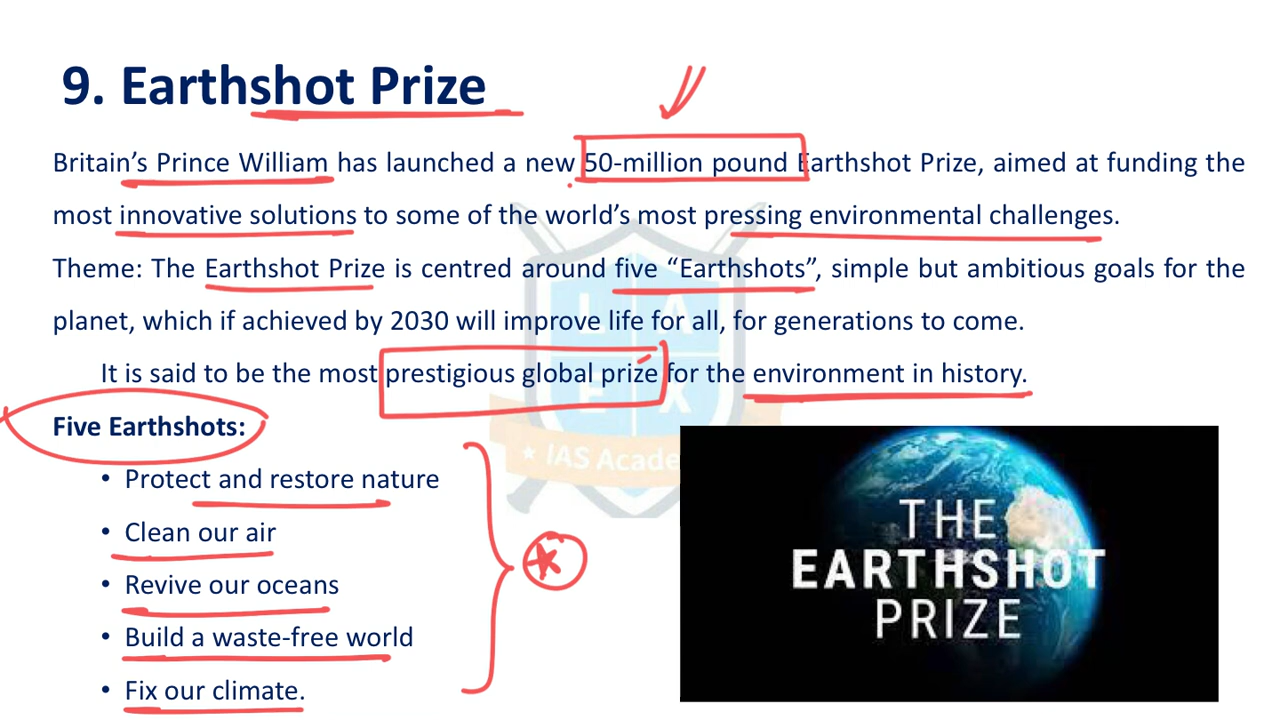 9. Earthshot Prize
Britain's Prince William has launched a new 50-million pound Earthshot Prize, aimed at funding the
most innovative solutions to some of the world's most pressing environmental challenges.
Theme: The Earthshot Prize is centred around five “Earthshots”, simple but ambitious goals for the
planet, which if achieved by 2030 will improve life for all, for generations to come.
It is said to be the most prestigious global prize for the environment in history.
Five Earthshots:
• Protect and restore nature
• Clean our air
• Revive our oceans
• Build a waste-free world
• Fix our climate.
L A
E X
IAS Acade
THE
EARTHSHOT
PRIZE